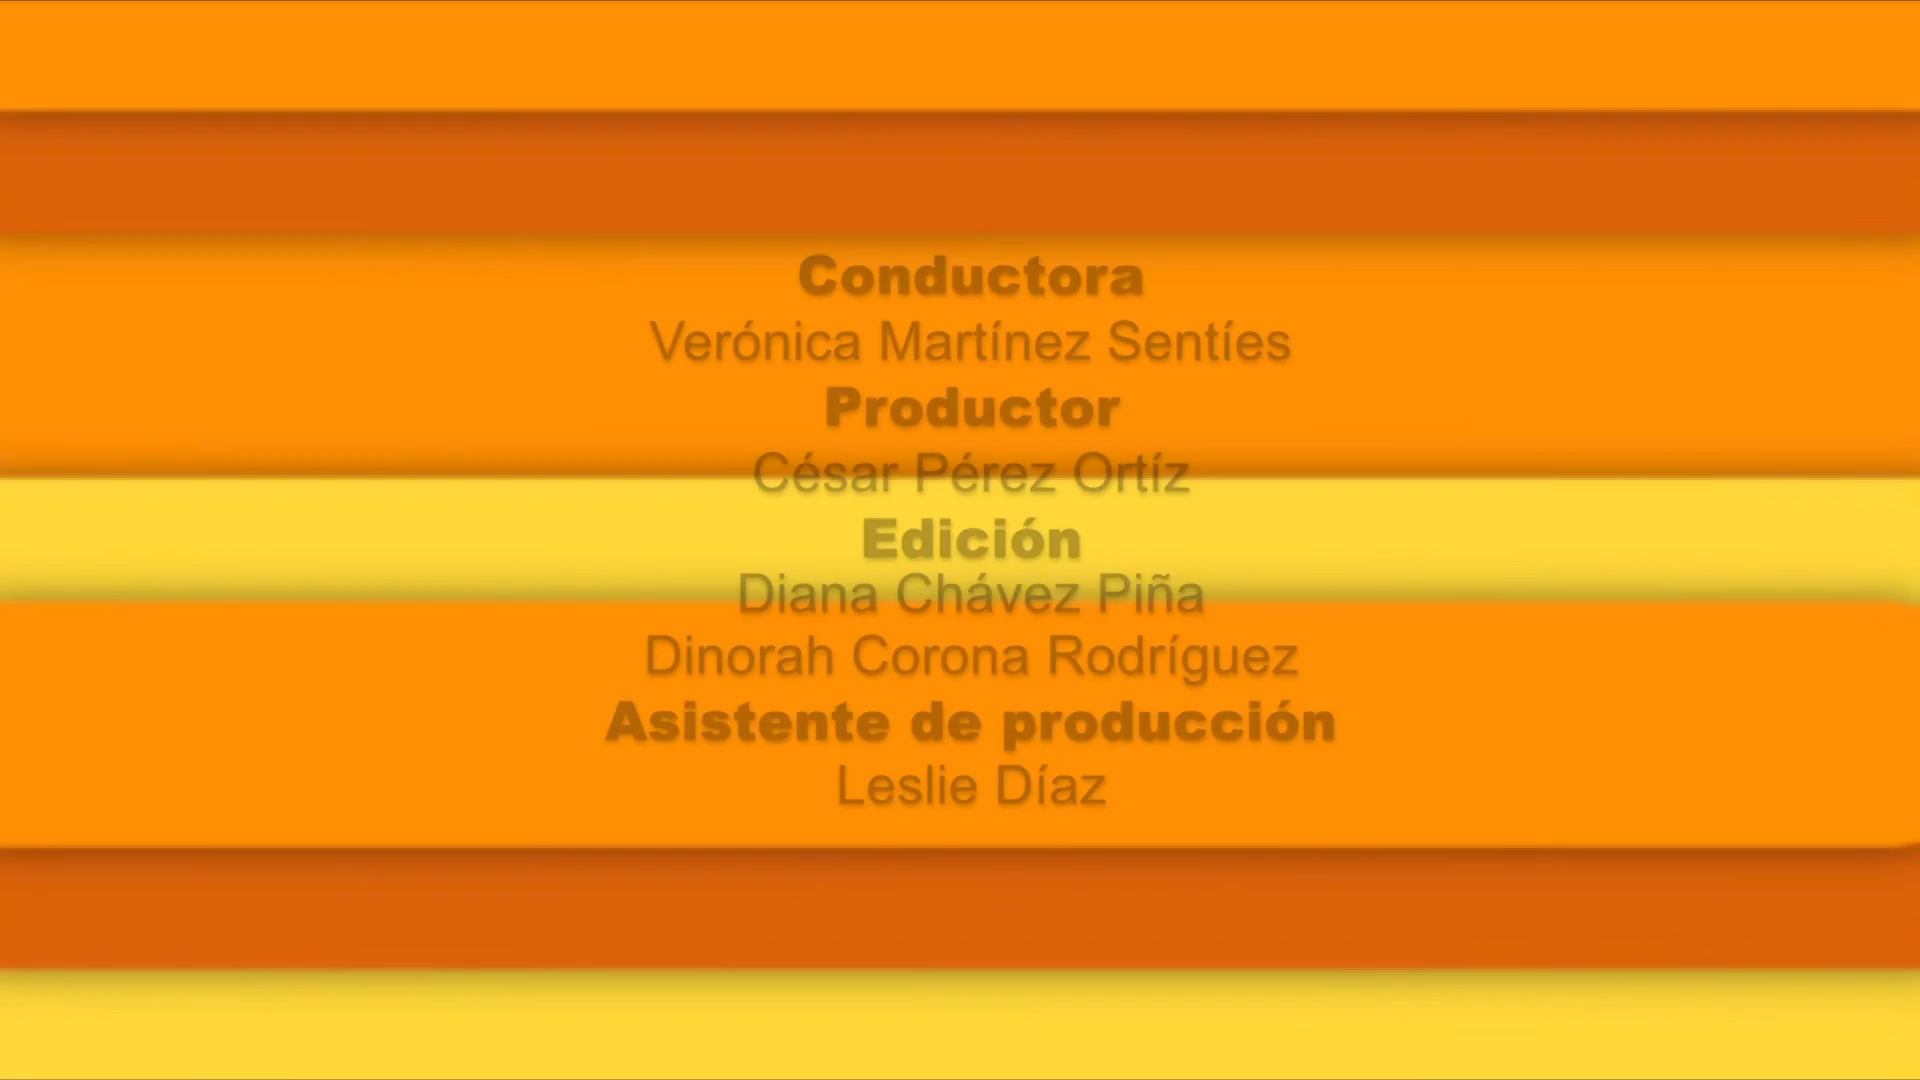 Conductora
Verónica Martínez Sentíes
Productor
César Pérez Ortíz
Edición
Diana Chávez Piña
Dinorah Corona Rodríguez
Asistente de producción
Leslie Díaz